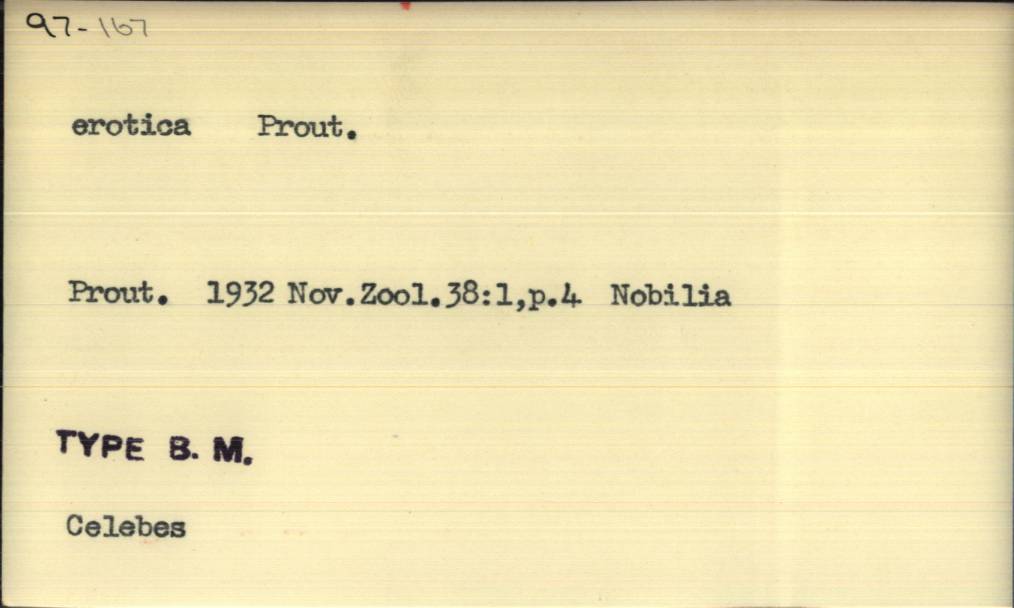 97-167
erotica Prout.
Prout. 1932 Nov.Zool.38:1,p.4 Nobilia
TYPE B. M.
Celebes